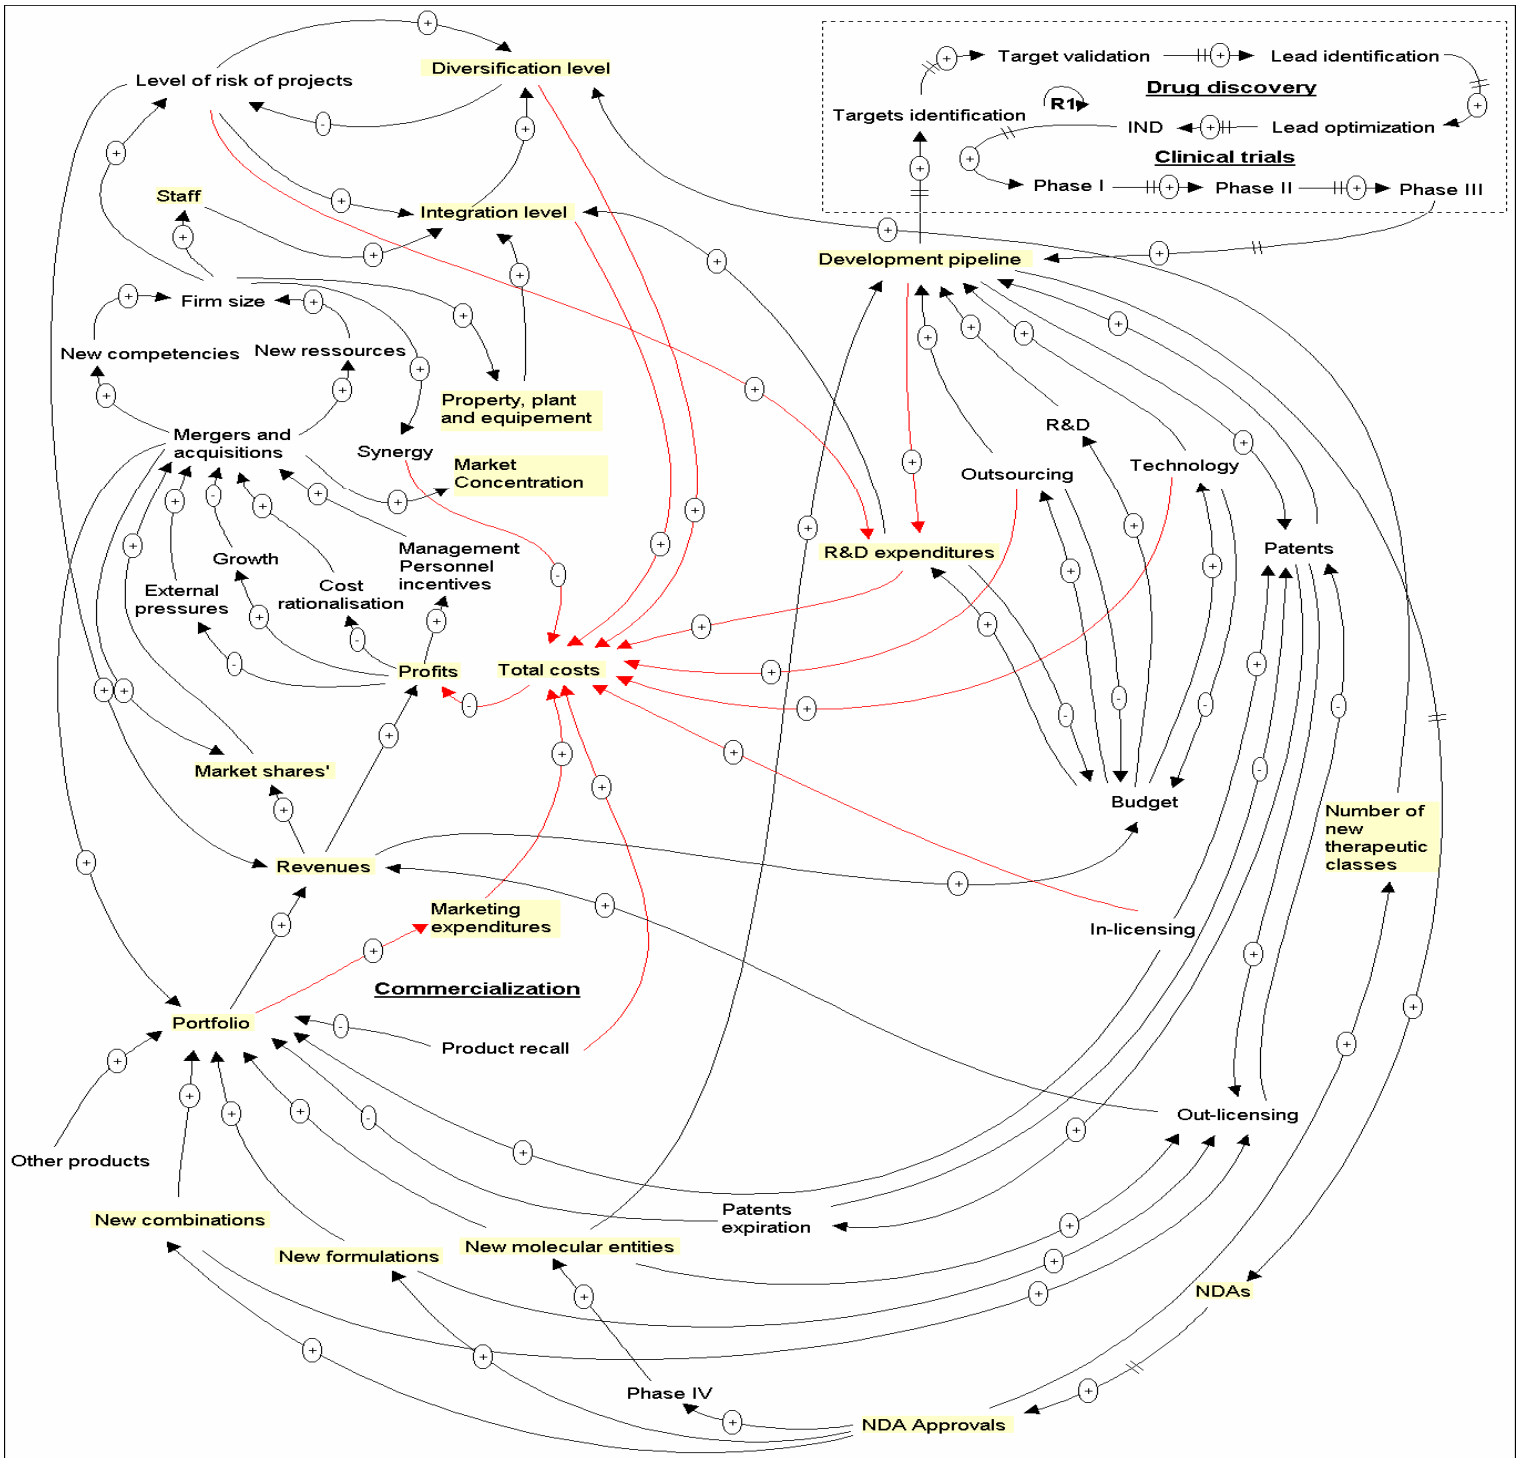 Level of risk of projects
Diversification level
Target validation
Lead identification
Drug discovery
R1
Targets identification
IND
Lead optimization
Clinical trials
Phase I
Phase II
Phase III
Staff
Integration level
Development pipeline
Firm size
New competencies
New ressources
Property, plant
and equipement
Mergers and
acquisitions
Synergy
Market
Concentration
R&D
Outsourcing
Technology
Growth
Management
Personnel
incentives
External
pressures
Cost
rationalisation
R&D expenditures
Patents
Profits
Total costs
Market shares'
Budget
Number of
new
therapeutic
classes
Revenues
Marketing
expenditures
In-licensing
Commercialization
Portfolio
Product recall
Out-licensing
Other products
New combinations
New formulations
New molecular entities
Patents
expiration
NDAs
Phase IV
NDA Approvals